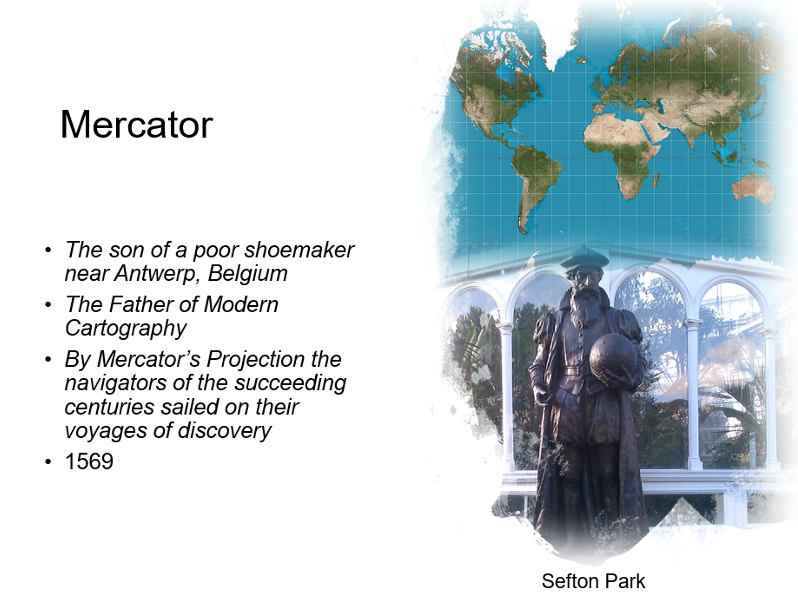 Mercator
• The son of a poor shoemaker
near Antwerp, Belgium
• The Father of Modern
Cartography
• By Mercator’s Projection the
navigators of the succeeding
centuries sailed on their
voyages of discovery
• 1569
Sefton Park